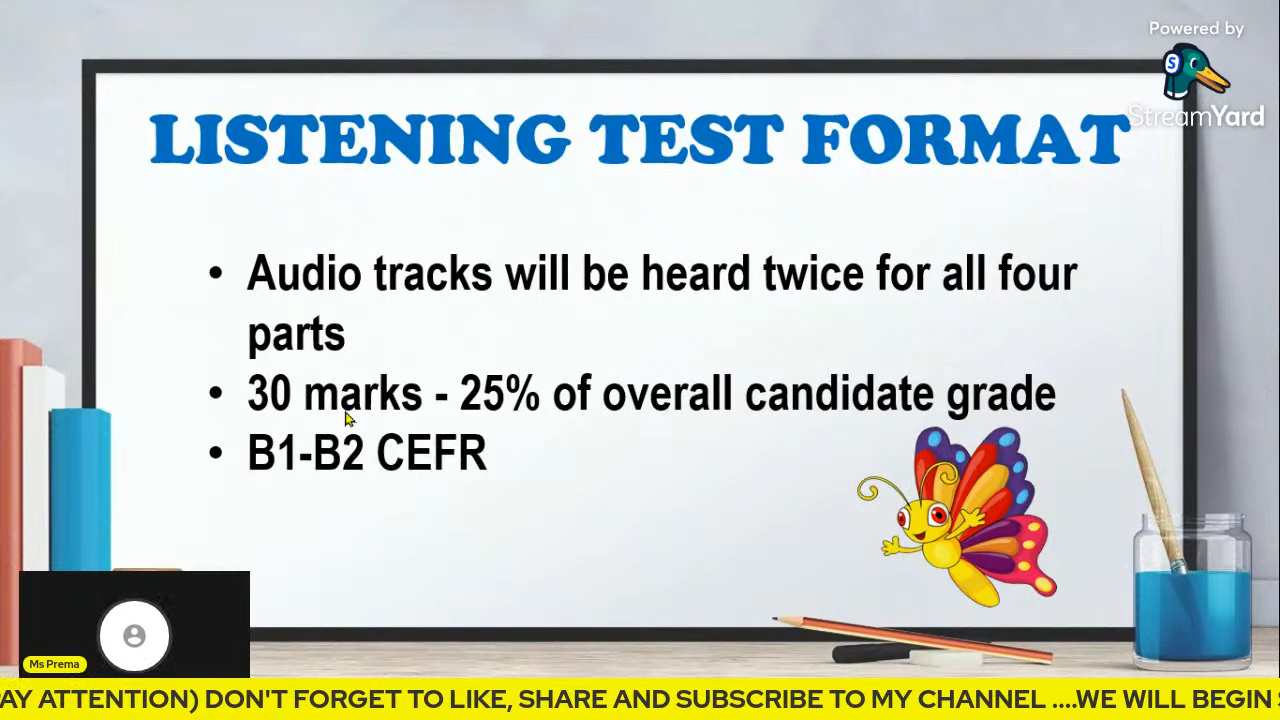 Powered by
S
StreamYard
LISTENING TEST FORMAT
• Audio tracks will be heard twice for all four
parts
• 30 marks - 25% of overall candidate grade
• B1-B2 CEFR
Ms Prema
PAY ATTENTION) DON'T FORGET TO LIKE, SHARE AND SUBSCRIBE TO MY CHANNEL ....WE WILL BEGIN